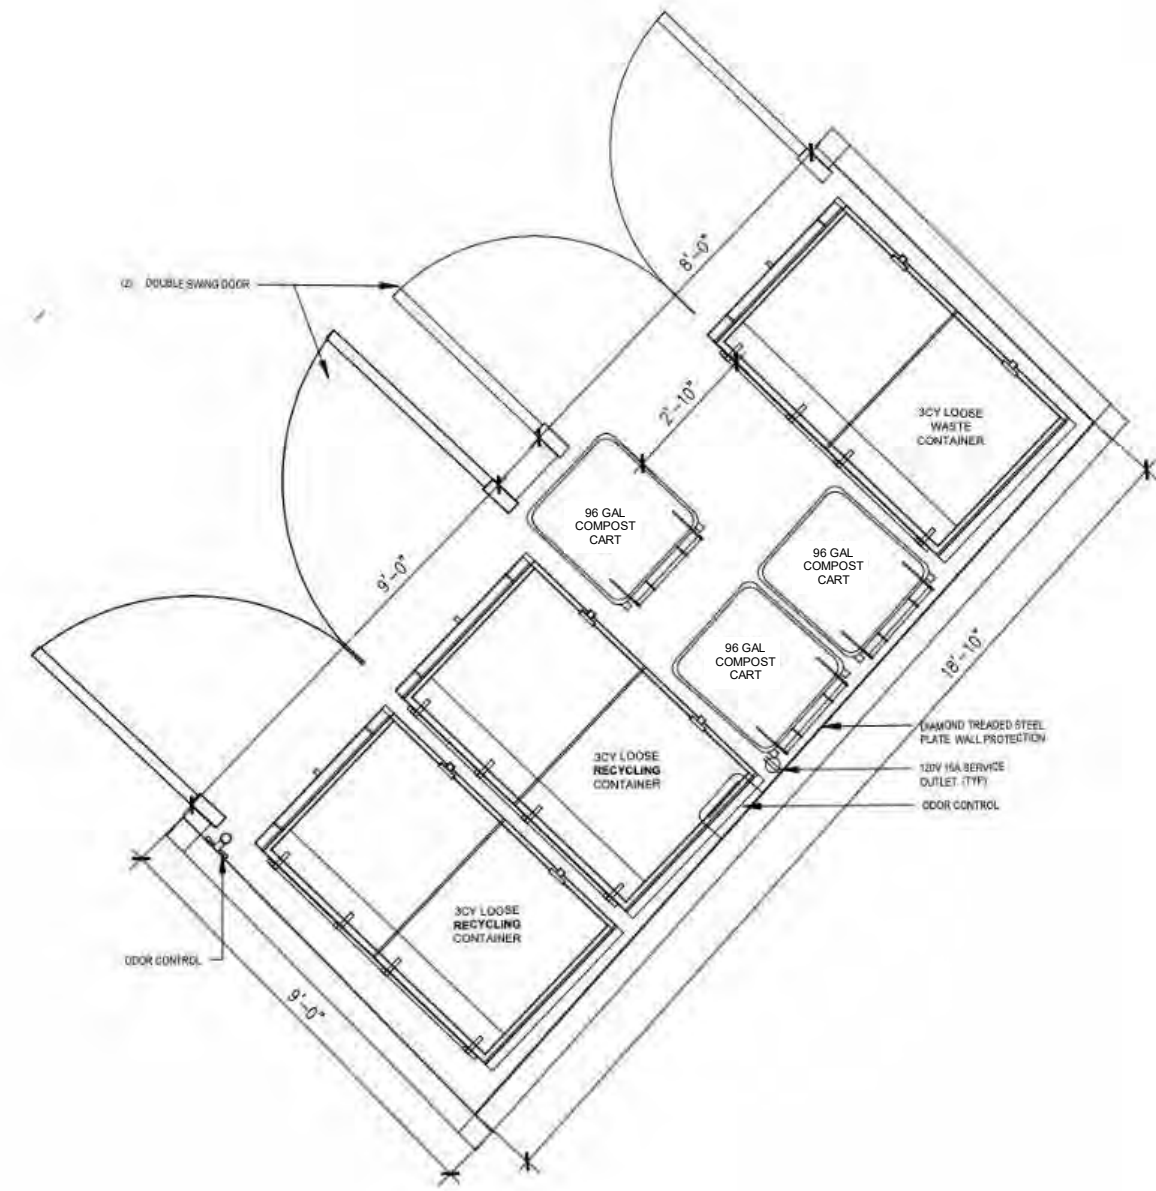 8'-0"
(2) DOUBLE SWING DOOR
2'-10"
3CY LOOSE
WASTE
CONTAINER
96 GAL
COMPOST
CART
96 GAL
COMPOST
CART
9'-0"
96 GAL
COMPOST
CART
18'-10"
DIAMOND TREADED STEEL
PLATE WALL PROTECTION
3CY LOOSE
RECYCLING
CONTAINER
120V 15A SERVICE
OUTLET (TYP)
ODOR CONTROL
3CY LOOSE
RECYCLING
CONTAINER
ODOR CONTROL
9'-0"